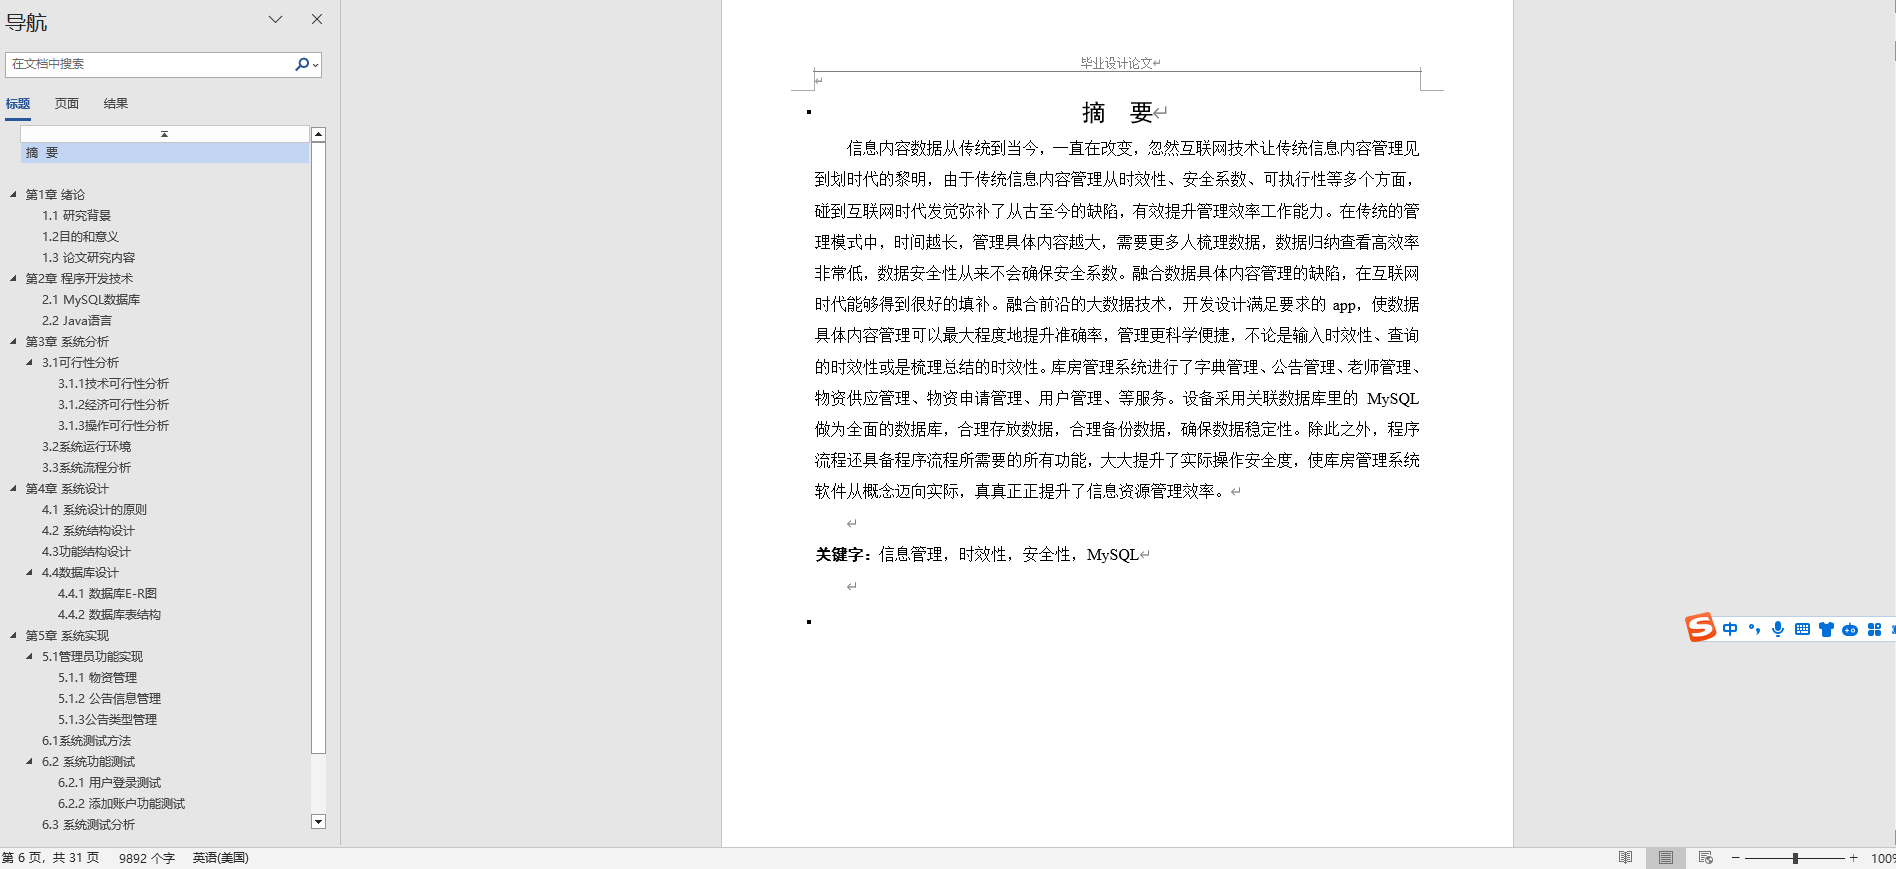 导航
在文档中搜索
标题 页面 结果
摘 要
第1章 绪论
1.1 研究背景
1.2目的和意义
1.3 论文研究内容
第2章 程序开发技术
2.1 MySQL数据库
2.2 Java语言
第3章 系统分析
3.1可行性分析
3.1.1技术可行性分析
3.1.2经济可行性分析
3.1.3操作可行性分析
3.2系统运行环境
3.3系统流程分析
第4章 系统设计
4.1 系统设计的原则
4.2 系统结构设计
4.3功能结构设计
4.4数据库设计
4.4.1 数据库E-R图
4.4.2 数据库表结构
第5章 系统实现
5.1管理员功能实现
5.1.1 物资管理
5.1.2 公告信息管理
5.1.3公告类型管理
6.1系统测试方法
6.2 系统功能测试
6.2.1 用户登录测试
6.2.2 添加账户功能测试
6.3 系统测试分析
毕业设计论文
摘 要
信息内容数据从传统到当今，一直在改变，忽然互联网技术让传统信息内容管理见
到划时代的黎明，由于传统信息内容管理从时效性、安全系数、可执行性等多个方面，
碰到互联网时代发觉弥补了从古至今的缺陷，有效提升管理效率工作能力。在传统的管
理模式中，时间越长，管理具体内容越大，需要更多人梳理数据，数据归纳查看高效率
非常低，数据安全性从来不会确保安全系数。融合数据具体内容管理的缺陷，在互联网
时代能够得到很好的填补。融合前沿的大数据技术，开发设计满足要求的 app，使数据
具体内容管理可以最大程度地提升准确率，管理更科学便捷，不论是输入时效性、查询
的时效性或是梳理总结的时效性。库房管理系统进行了字典管理、公告管理、老师管理、
物资供应管理、物资申请管理、用户管理、等服务。设备采用关联数据库里的 MySQL
做为全面的数据库，合理存放数据，合理备份数据，确保数据稳定性。除此之外，程序
流程还具备程序流程所需要的所有功能，大大提升了实际操作安全度，使库房管理系统
软件从概念迈向实际，真真正正提升了信息资源管理效率。
关键字：信息管理，时效性，安全性，MySQL
中
第 6 页，共 31 页 9892 个字 英语(美国)
100%